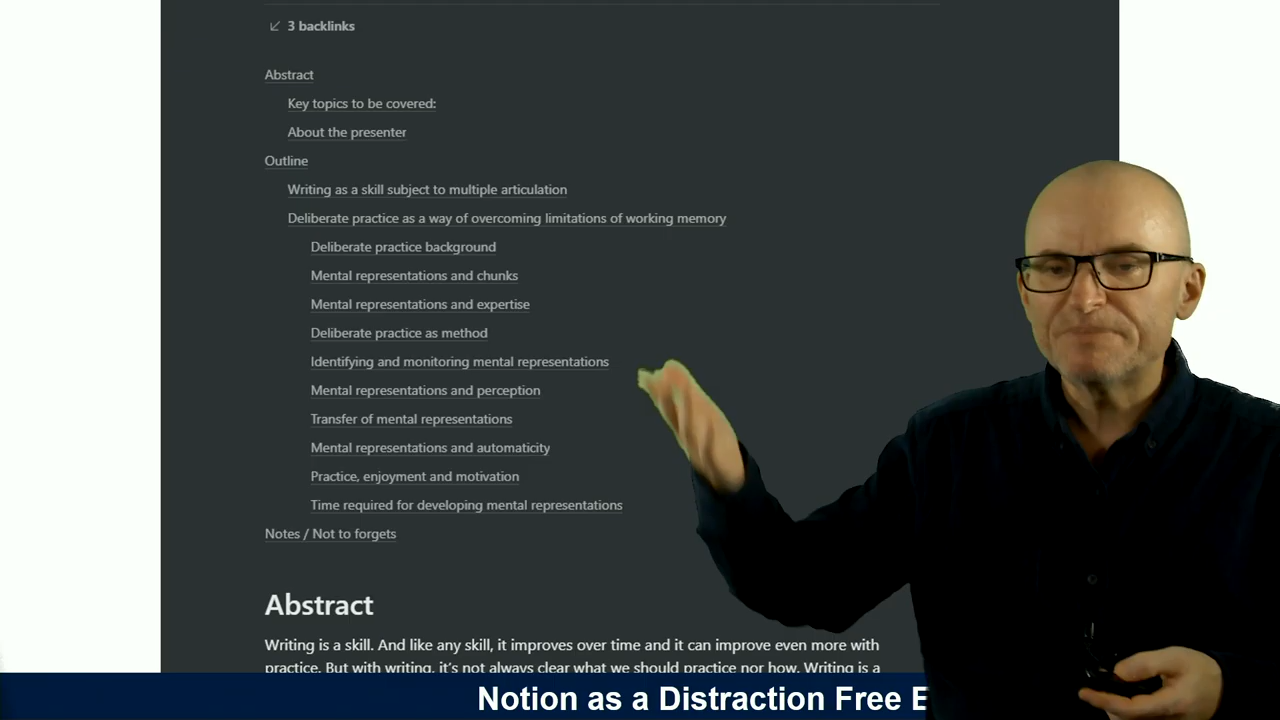 3 backlinks
Abstract
Key topics to be covered:
About the presenter
Outline
Writing as a skill subject to multiple articulation
Deliberate practice as a way of overcoming limitations of working memory
Deliberate practice background
Mental representations and chunks
Mental representations and expertise
Deliberate practice as method
Identifying and monitoring mental representations
Mental representations and perception
Transfer of mental representations
Mental representations and automaticity
Practice, enjoyment and motivation
Time required for developing mental representations
Notes / Not to forgets
Abstract
Writing is a skill. And like any skill, it improves over time and it can improve even more with
practice. But with writing, it's not always clear what we should practice nor how. Writing is a
Notion as a Distraction Free